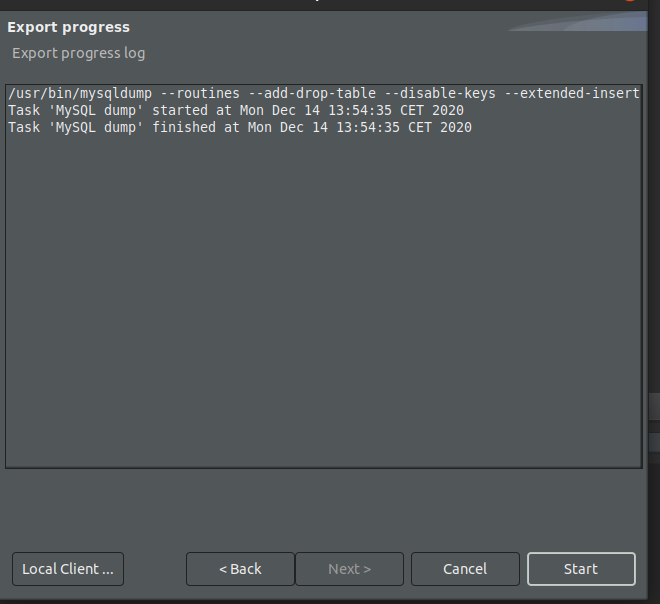 Export progress
Export progress log
/usr/bin/mysqldump --routines --add-drop-table --disable-keys --extended-insert
Task 'MySQL dump' started at Mon Dec 14 13:54:35 CET 2020
Task 'MySQL dump' finished at Mon Dec 14 13:54:35 CET 2020
Local Client ...
< Back
Next >
Cancel
Start